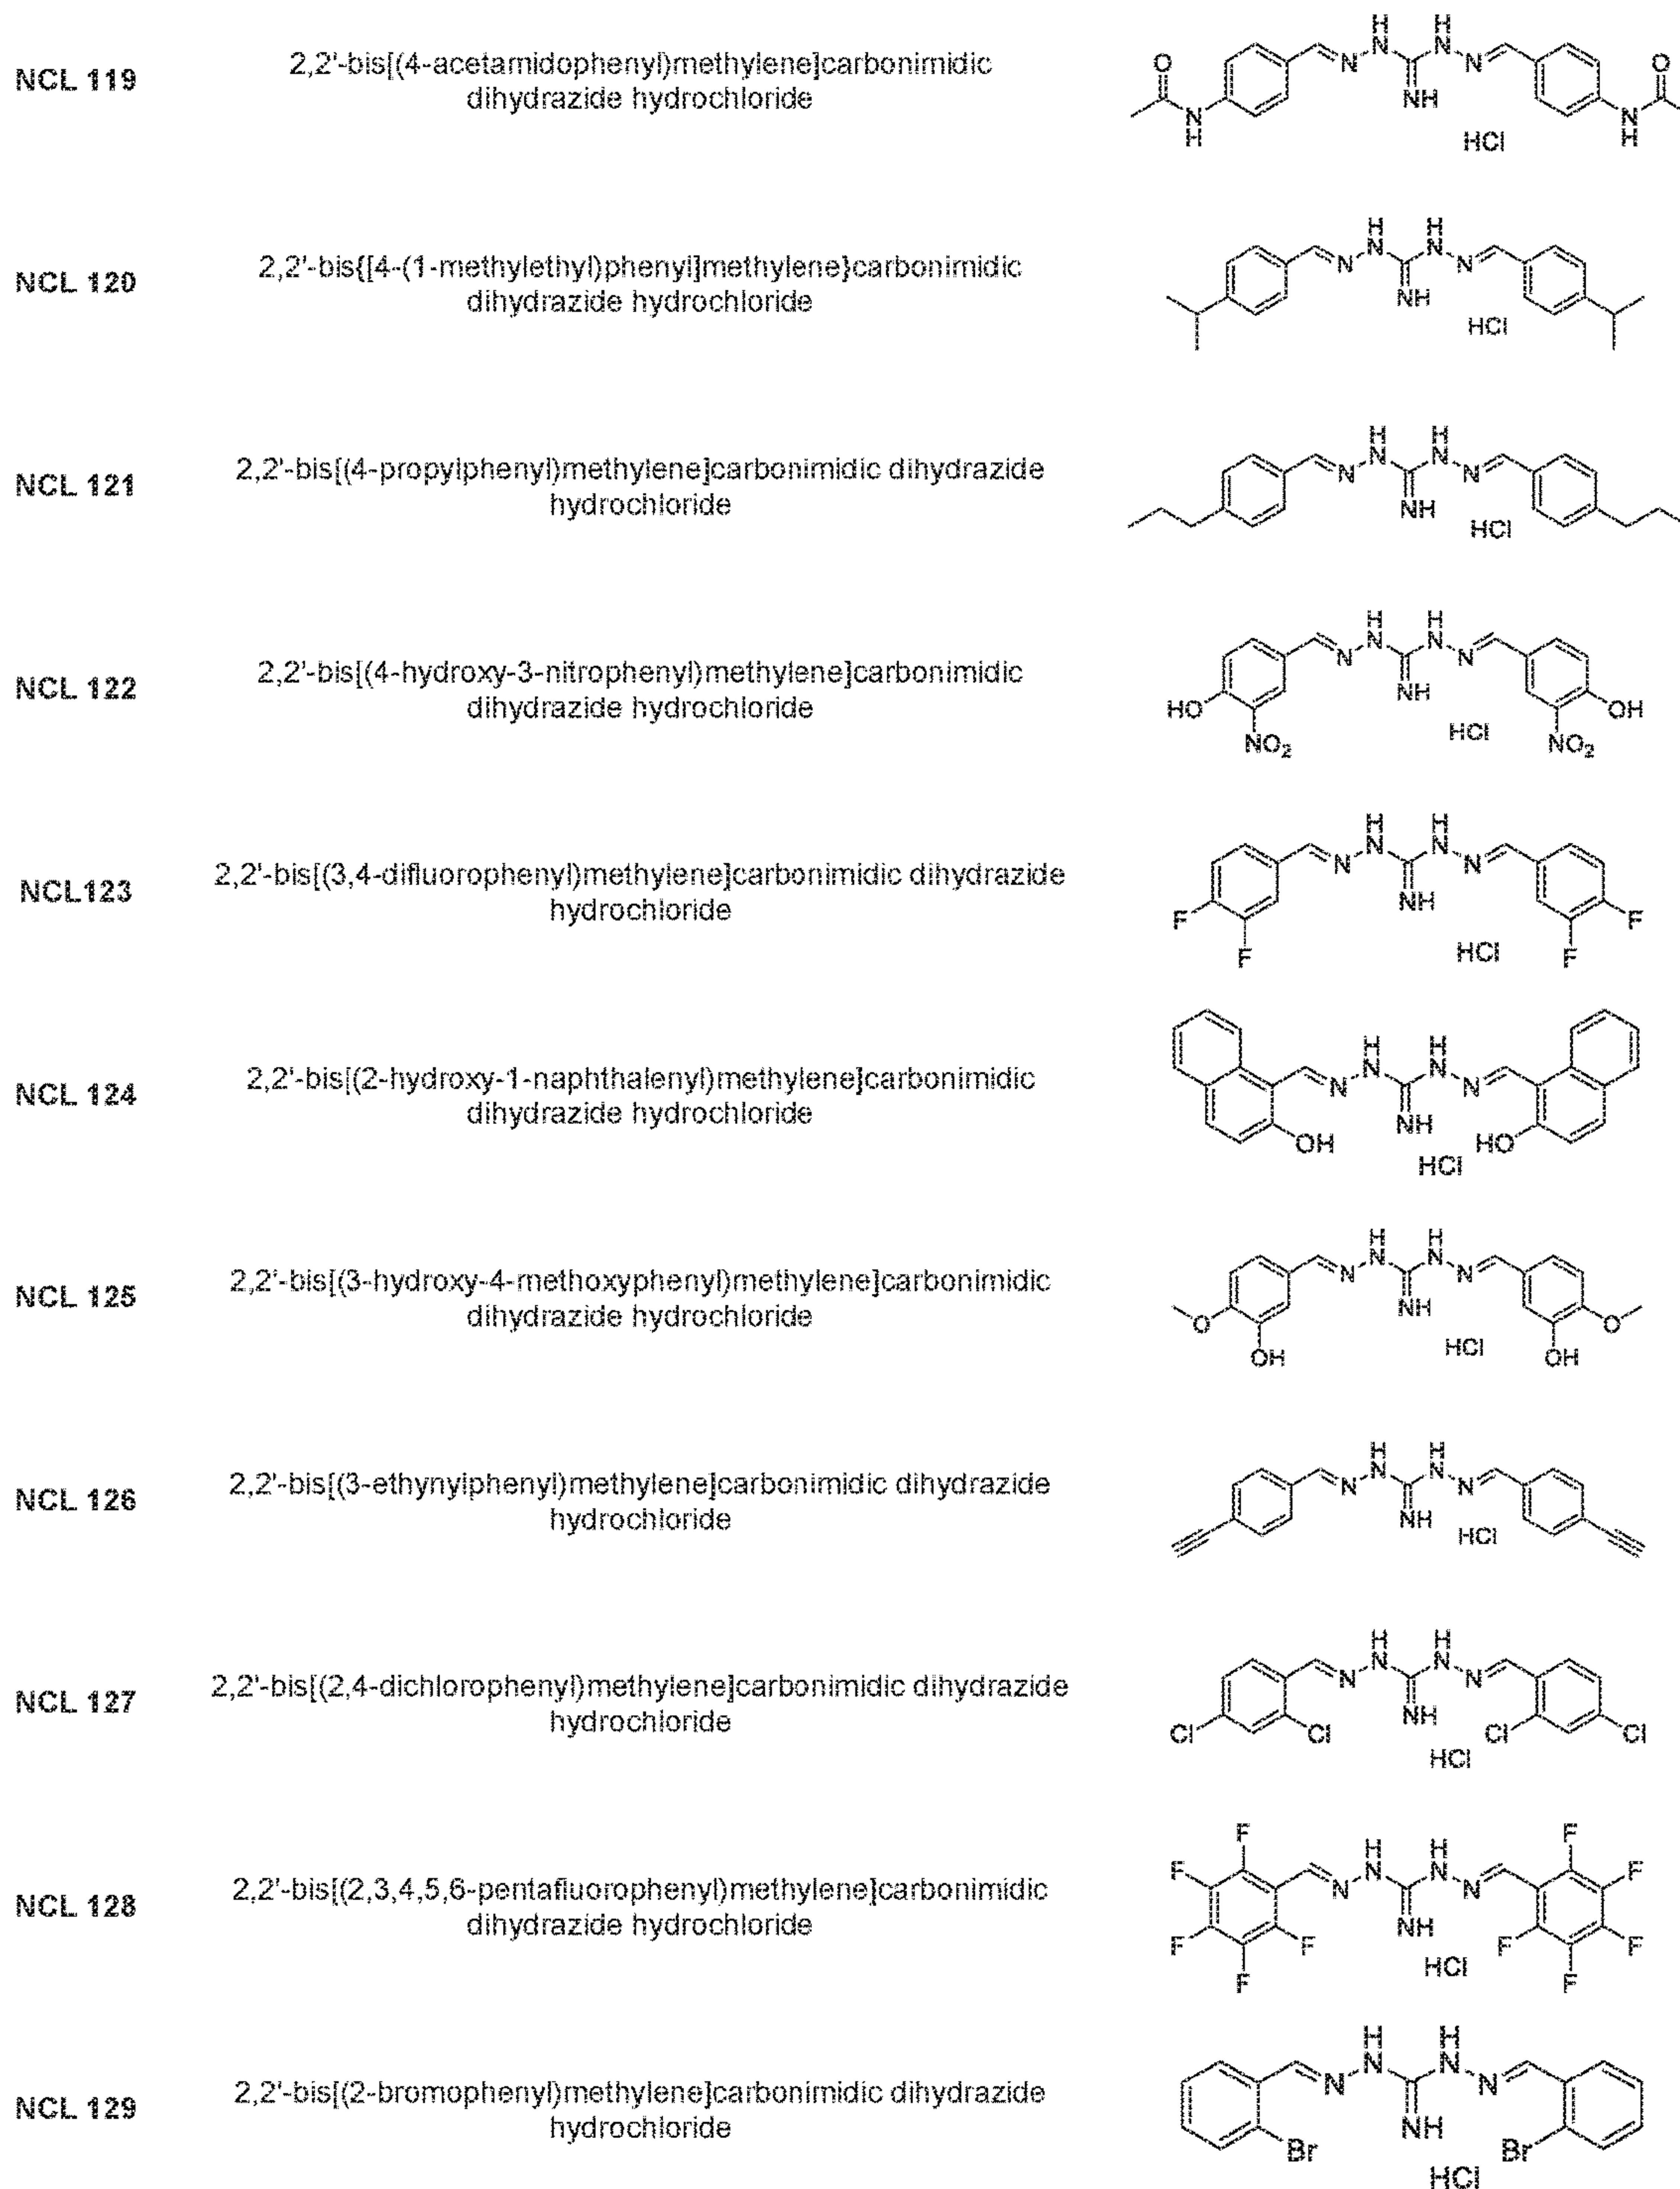 NCL 119
2,2'-bis[(4-acetamidophenyl)methylene]carbonimidic
dihydrazide hydrochloride
O
N
H
N
H
N
H
N
N
NH
N
H
O
HCl
NCL 120
2,2'-bis{[4-(1-methylethyl)phenyl]methylene}carbonimidic
dihydrazide hydrochloride
N
H
N
H
N
N
NH
HCl
NCL 121
2,2'-bis[(4-propylphenyl)methylene]carbonimidic dihydrazide
hydrochloride
N
H
N
H
N
N
NH
HCl
NCL 122
2,2'-bis[(4-hydroxy-3-nitrophenyl)methylene]carbonimidic
dihydrazide hydrochloride
N
H
N
H
N
N
NH
HO
NO2
HCl
NO2
OH
NCL123
2,2'-bis[(3,4-difluorophenyl)methylene]carbonimidic dihydrazide
hydrochloride
N
H
N
H
N
N
NH
F
F
HCl
F
F
NCL 124
2,2'-bis[(2-hydroxy-1-naphthalenyl)methylene]carbonimidic
dihydrazide hydrochloride
N
H
N
H
N
N
NH
OH
HO
HCl
NCL 125
2,2'-bis[(3-hydroxy-4-methoxyphenyl)methylene]carbonimidic
dihydrazide hydrochloride
N
H
N
H
N
N
NH
O
OH
HCl
OH
O
NCL 126
2,2'-bis[(3-ethynylphenyl)methylene]carbonimidic dihydrazide
hydrochloride
N
H
N
H
N
N
NH
HCl
NCL 127
2,2'-bis[(2,4-dichlorophenyl)methylene]carbonimidic dihydrazide
hydrochloride
N
H
N
H
N
N
NH
Cl
Cl
Cl
Cl
HCl
NCL 128
2,2'-bis[(2,3,4,5,6-pentafluorophenyl)methylene]carbonimidic
dihydrazide hydrochloride
F
F
F
F
F
N
H
N
H
N
N
NH
F
F
F
F
F
HCl
NCL 129
2,2'-bis[(2-bromophenyl)methylene]carbonimidic dihydrazide
hydrochloride
N
H
N
H
N
N
NH
Br
Br
HCl